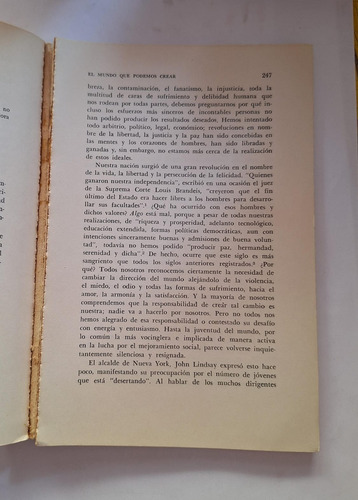 EL MUNDO QUE PODEMOS CREAR 247
fuerza, la contaminación, el fanatismo, la injusticia, toda la
multitud de caras de sufrimiento y debilidad humana que
nos rodean por todas partes, debemos preguntarnos por qué in-
cluso los esfuerzos más sinceros de incontables personas no
han podido producir los resultados deseados. Hemos intentado
todo arbitrio, político, legal, económico; revoluciones en nom-
bre de la libertad, la justicia y la paz han sido concebidas en
las mentes y los corazones de hombres, han sido libradas y
ganadas y, sin embargo, no estamos más cerca de la realización
de estos ideales.
Nuestra nación surgió de una gran revolución en el nombre
de la vida, la libertad y la persecución de la felicidad. "Quienes
ganaron nuestra independencia", escribió en una ocasión el juez
de la Suprema Corte Louis Brandeis, "creyeron que el fin
último del Estado era hacer libres a los hombres para desarro-
llar sus facultades".¹ ¿Qué ha ocurrido con esos hombres y
dichos valores? Algo está mal, porque a pesar de todas nuestras
realizaciones, de "riqueza y prosperidad, adelanto tecnológico,
educación extendida, formas políticas democráticas, aun con
intenciones sinceramente buenas y admisiones de buena volun-
tad", todavía no hemos podido "producir paz, hermandad,
serenidad y dicha".² De hecho, ocurre que este siglo es más
sangriento que todos los siglos anteriores registrados.³ ¿Por
qué? Todos nosotros reconocemos ciertamente la necesidad de
cambiar la dirección del mundo alejándolo de la violencia,
el miedo, el odio y todas las formas de sufrimiento, hacia el
amor, la armonía y la satisfacción. Y la mayoría de nosotros
comprendemos que la responsabilidad de crear tal cambio es
nuestra; nadie va a hacerlo por nosotros. Pero no todos nos
hemos alegrado de esa responsabilidad o contestado su desafío
con energía y entusiasmo. Hasta la juventud del mundo, por
lo común la más vocinglera e implicada de manera activa
en la lucha por el mejoramiento social, parece volverse inquie-
tantemente silenciosa y resignada.
El alcalde de Nueva York, John Lindsay expresó esto hace
poco, manifestando su preocupación por el número de jóvenes
que está "desertando". Al hablar de los muchos dirigentes
no